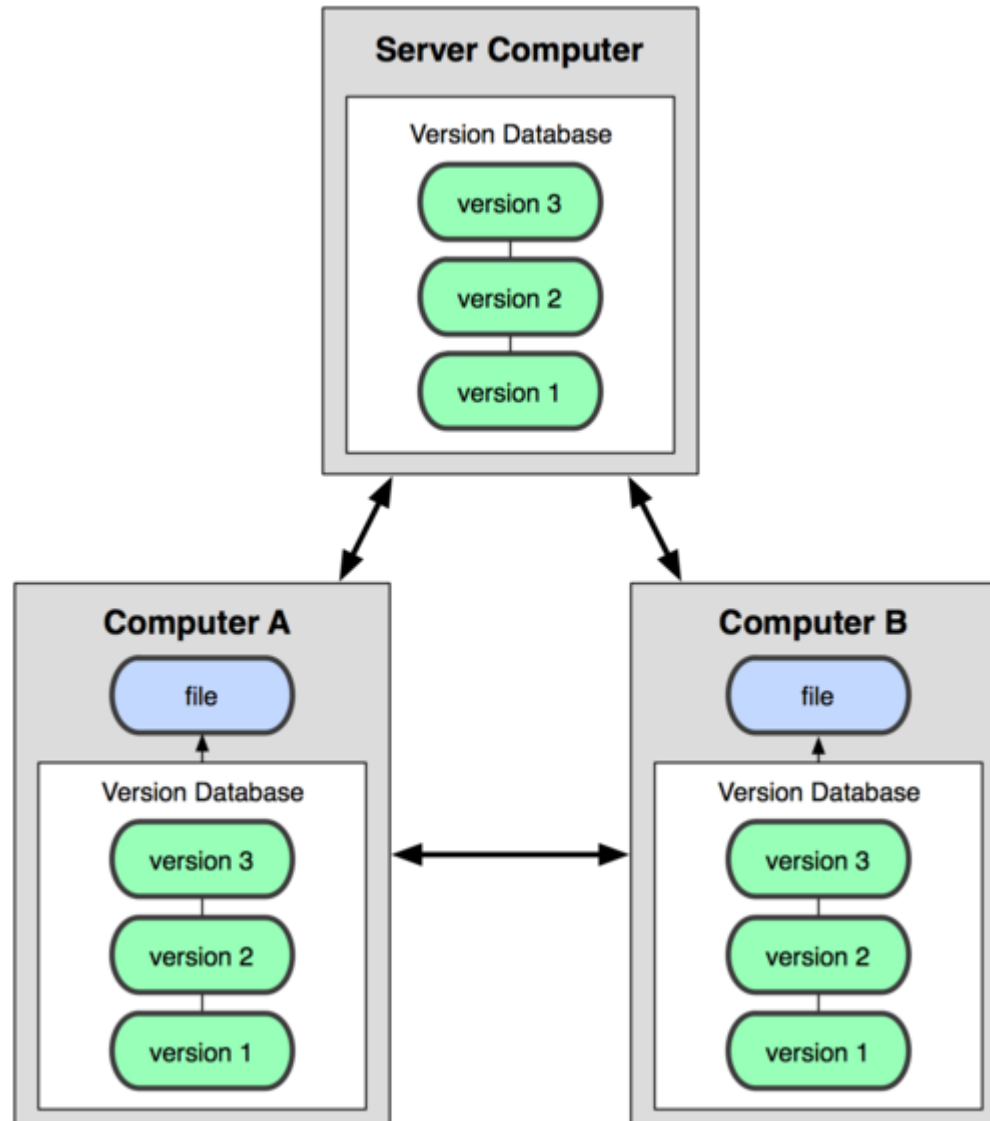 Server Computer
Version Database
version 3
version 2
version 1
Computer A
file
Version Database
version 3
version 2
version 1
Computer B
file
Version Database
version 3
version 2
version 1